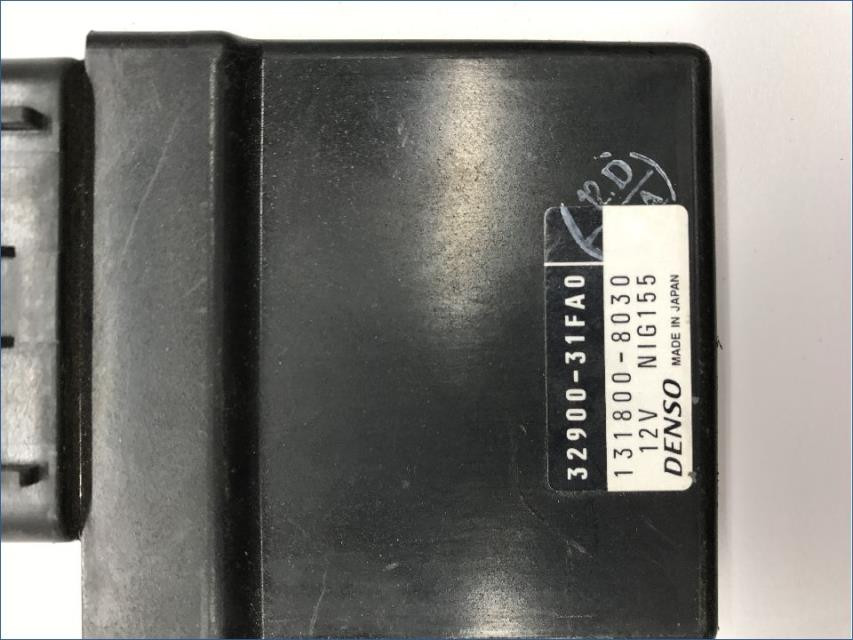 32900-31FA0
131800-8030
12V NIG155
DENSO MADE IN JAPAN